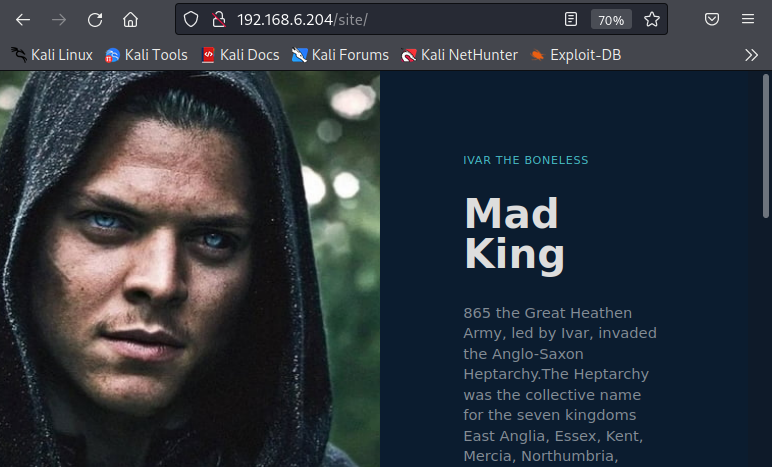 192.168.6.204/site/
70%
Kali Linux
Kali Tools
Kali Docs
Kali Forums
Kali NetHunter
Exploit-DB
IVAR THE BONELESS
Mad
King
865 the Great Heathen
Army, led by Ivar, invaded
the Anglo-Saxon
Heptarchy.The Heptarchy
was the collective name
for the seven kingdoms
East Anglia, Essex, Kent,
Mercia, Northumbria,